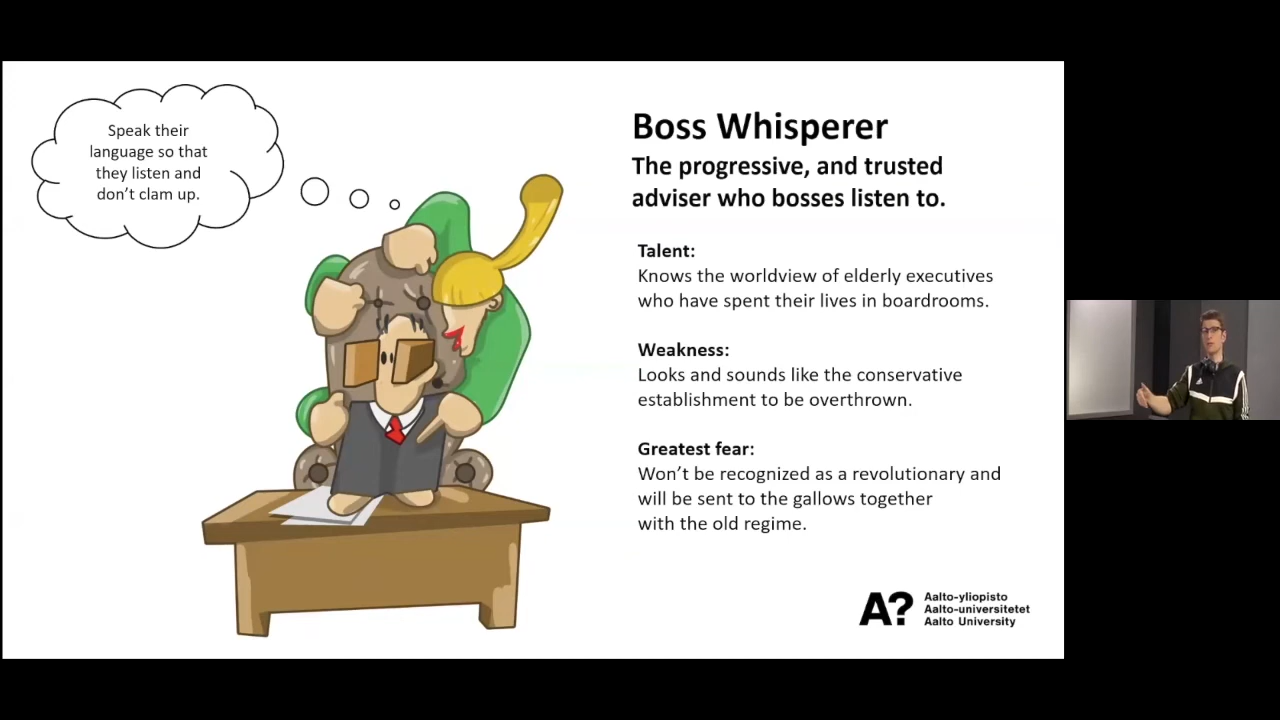 Speak their
language so that
they listen and
don't clam up.
Boss Whisperer
The progressive, and trusted
adviser who bosses listen to.
Talent:
Knows the worldview of elderly executives
who have spent their lives in boardrooms.
Weakness:
Looks and sounds like the conservative
establishment to be overthrown.
Greatest fear:
Won't be recognized as a revolutionary and
will be sent to the gallows together
with the old regime.
A?
Aalto-yliopisto
Aalto-universitetet
Aalto University